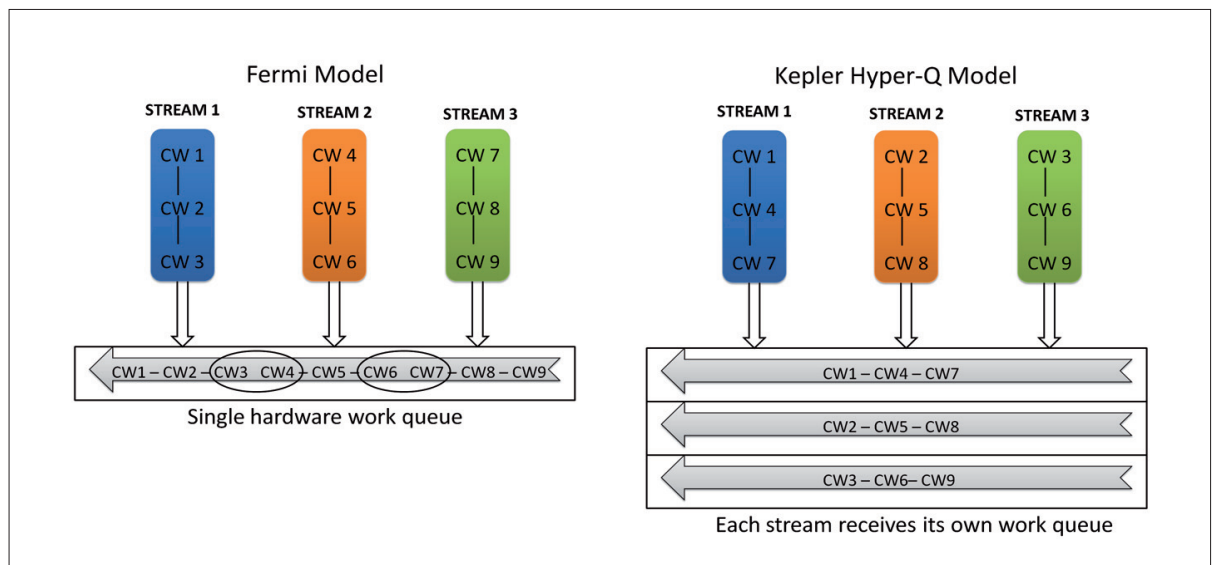 Fermi Model
STREAM 1 STREAM 2 STREAM 3
CW 1 CW 4 CW 7
CW 2 CW 5 CW 8
CW 3 CW 6 CW 9
CW1 – CW2 – CW3 CW4 – CW5 – CW6 CW7 – CW8 – CW9
Single hardware work queue
Kepler Hyper-Q Model
STREAM 1 STREAM 2 STREAM 3
CW 1 CW 2 CW 3
CW 4 CW 5 CW 6
CW 7 CW 8 CW 9
CW1 – CW4 – CW7
CW2 – CW5 – CW8
CW3 – CW6– CW9
Each stream receives its own work queue